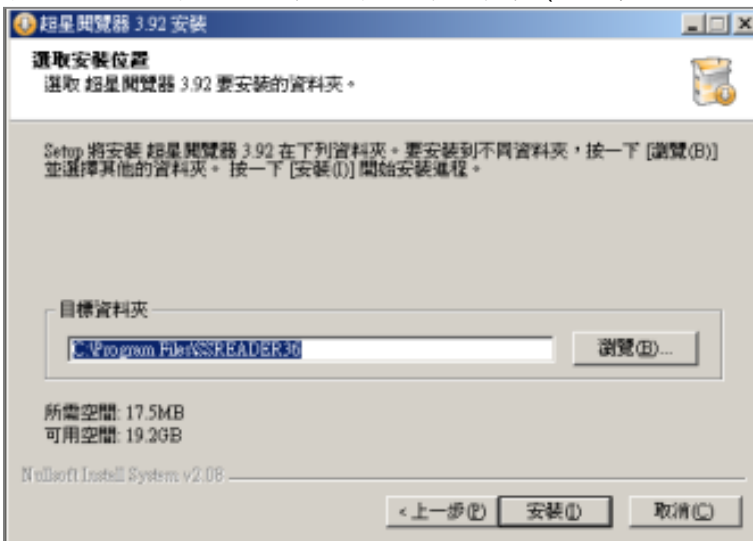 超星閱覽器 3.92 安裝
選取安裝位置
選取 超星閱覽器 3.92 要安裝的資料夾。
Setup 將安裝 超星閱覽器 3.92 在下列資料夾。要安裝到不同資料夾，按一下 [瀏覽(B)]
並選擇其他的資料夾。 按一下 [安裝(I)] 開始安裝進程。
目標資料夾
C:\Program Files\SSREADER36
瀏覽(B)...
所需空間: 17.5MB
可用空間: 19.2GB
Nullsoft Install System v2.08
<上一步(P)
安裝(I)
取消(C)